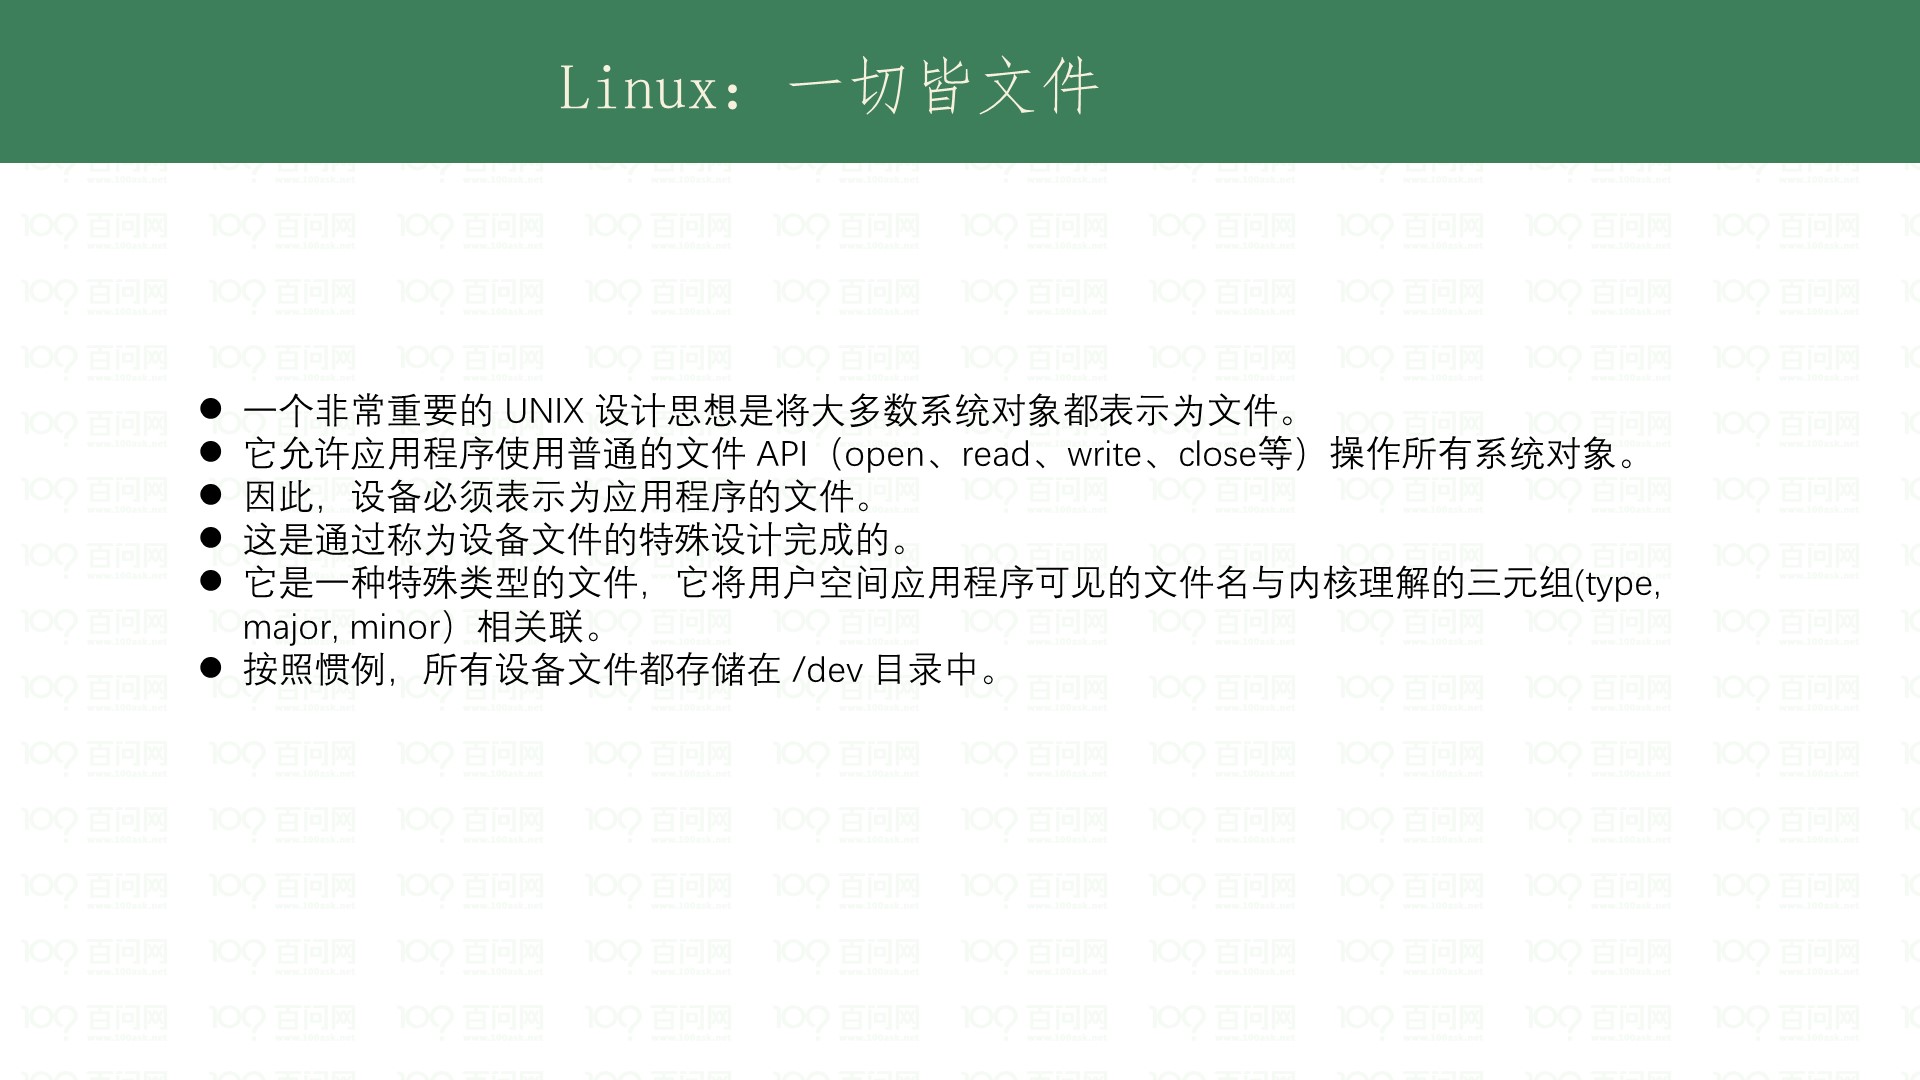 Linux：一切皆文件
● 一个非常重要的 UNIX 设计思想是将大多数系统对象都表示为文件。
● 它允许应用程序使用普通的文件 API（open、read、write、close等）操作所有系统对象。
● 因此，设备必须表示为应用程序的文件。
● 这是通过称为设备文件的特殊设计完成的。
● 它是一种特殊类型的文件，它将用户空间应用程序可见的文件名与内核理解的三元组(type,
major, minor）相关联。
● 按照惯例，所有设备文件都存储在 /dev 目录中。
百问网
www.100ask.net